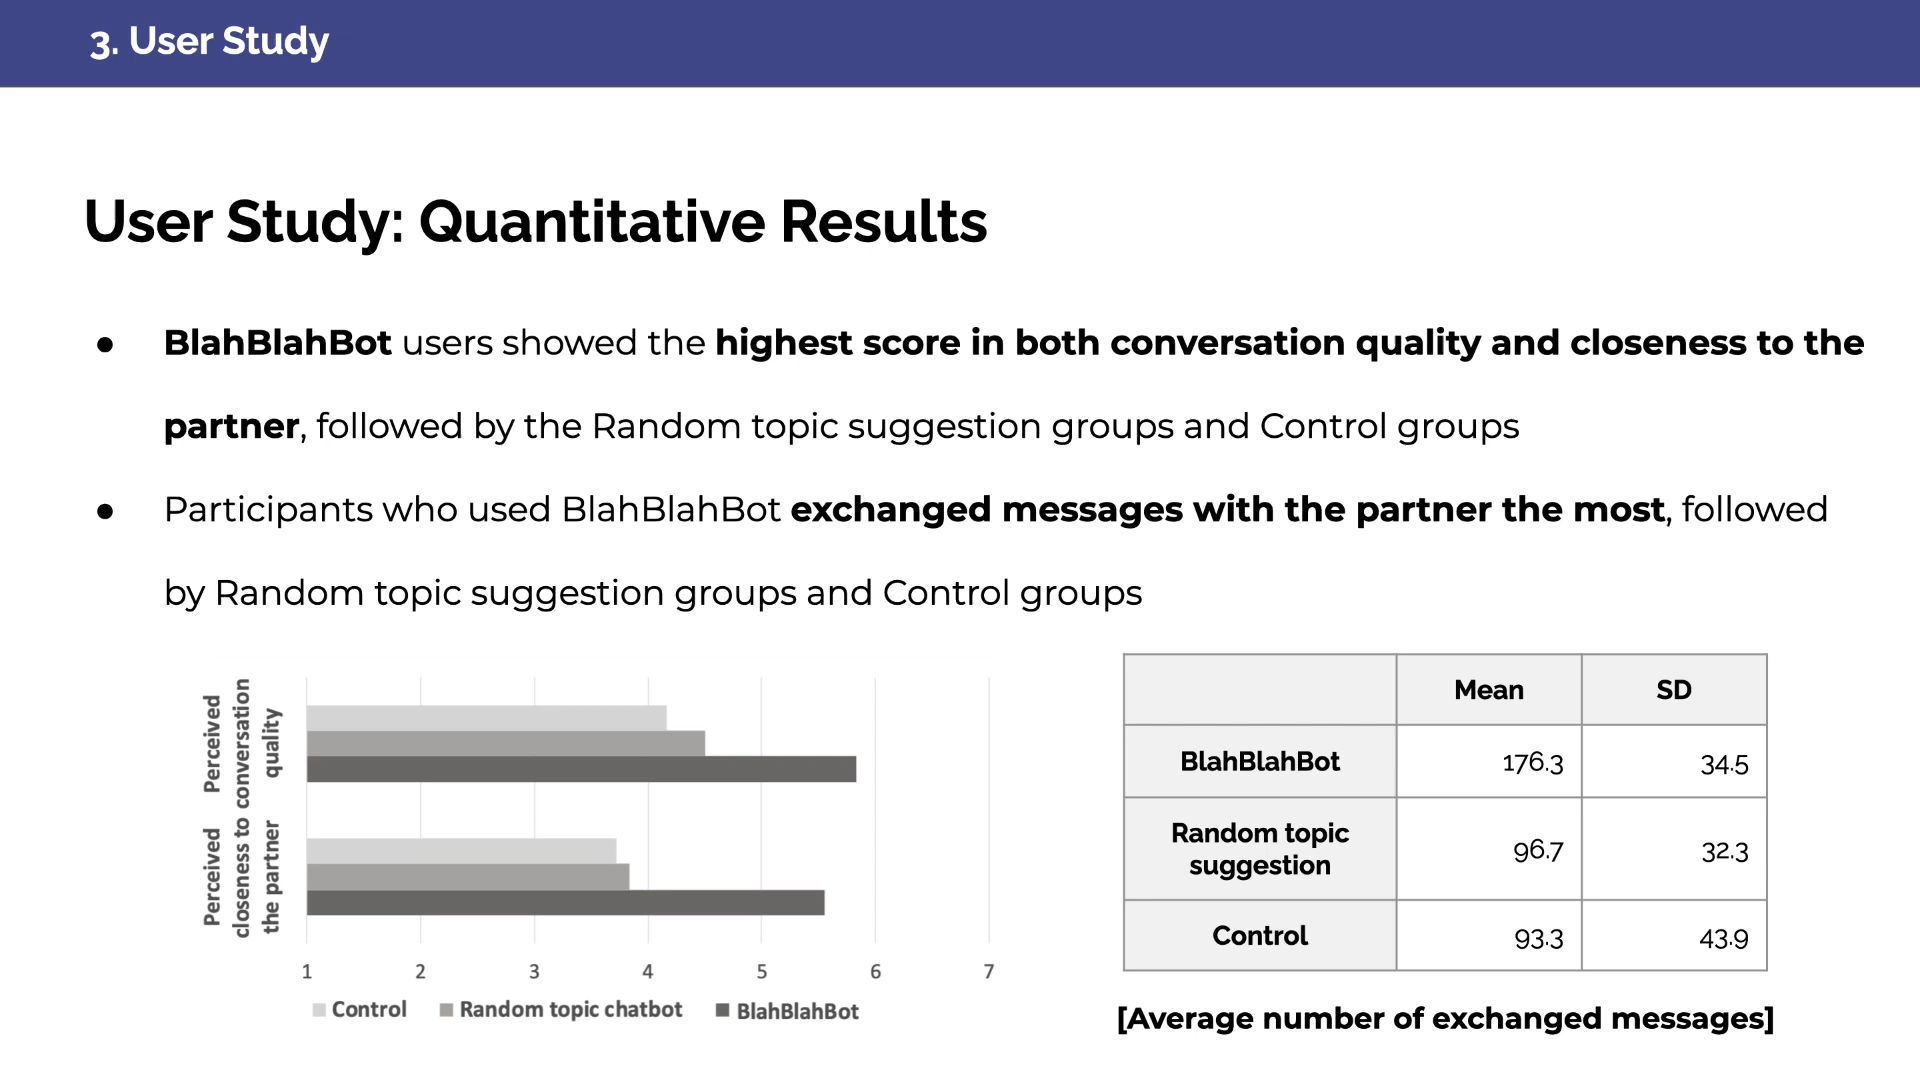 3. User Study
User Study: Quantitative Results
● BlahBlahBot users showed the highest score in both conversation quality and closeness to the
partner, followed by the Random topic suggestion groups and Control groups
● Participants who used BlahBlahBot exchanged messages with the partner the most, followed
by Random topic suggestion groups and Control groups
Perceived
conversation
quality
Perceived
closeness to
the partner
1 2 3 4 5 6 7
Control Random topic chatbot BlahBlahBot
Mean SD
BlahBlahBot 176.3 34.5
Random topic
suggestion 96.7 32.3
Control 93.3 43.9
[Average number of exchanged messages]